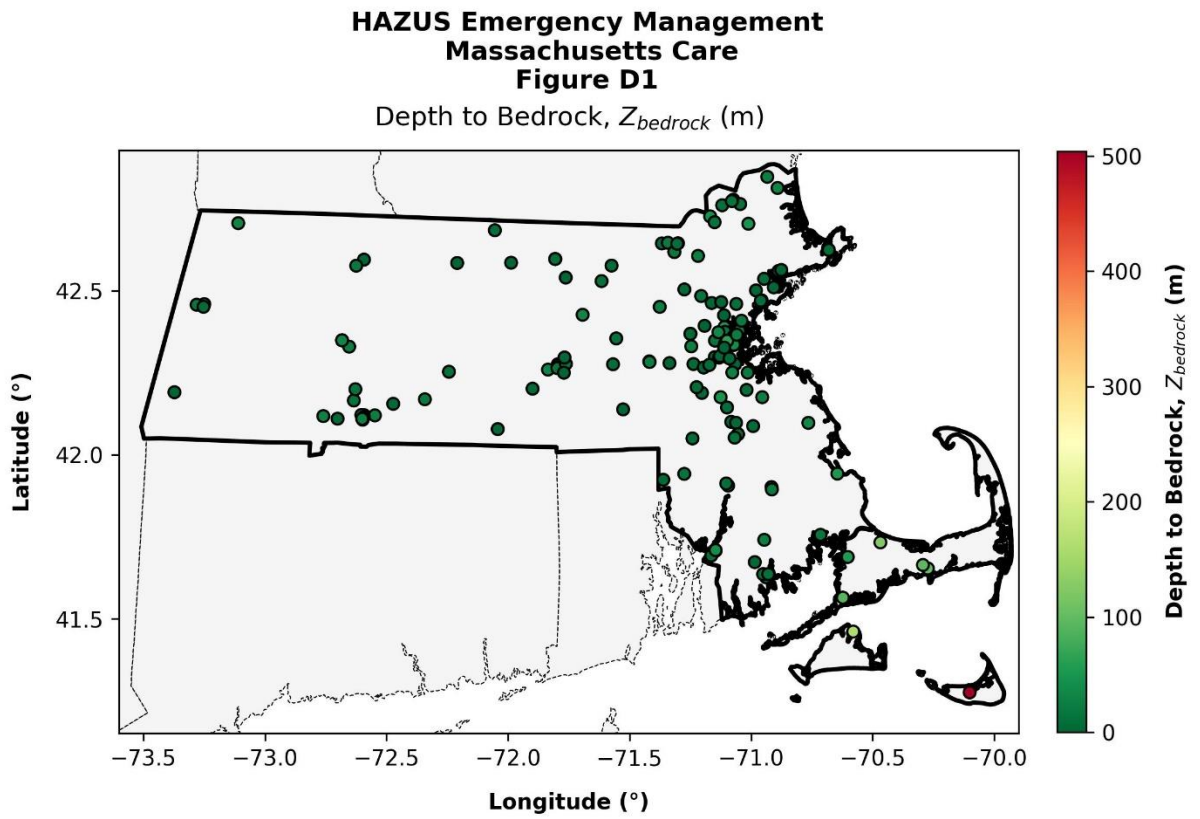 HAZUS Emergency Management
Massachusetts Care
Figure D1
Depth to Bedrock, Z_bedrock (m)
500
400
300
200
100
0
Depth to Bedrock, Z_bedrock (m)
42.5
42.0
41.5
Latitude (°)
−73.5 −73.0 −72.5 −72.0 −71.5 −71.0 −70.5 −70.0
Longitude (°)